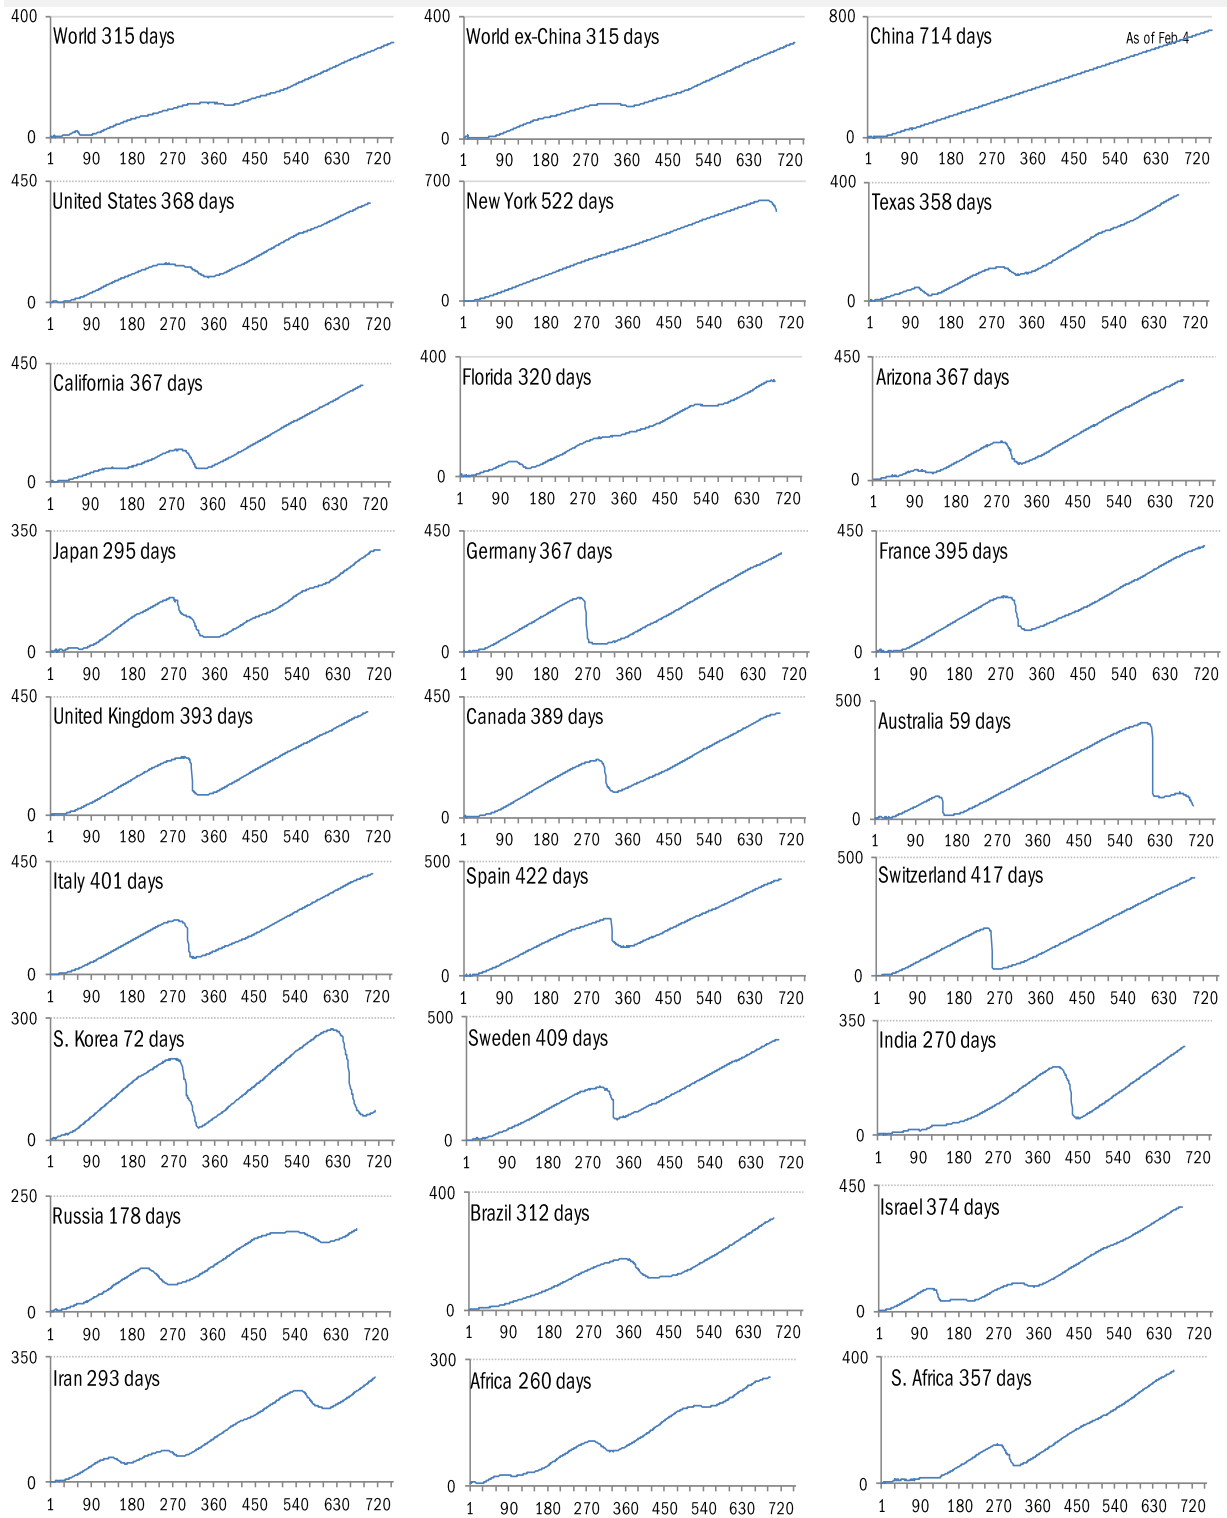 400 400 800
World 315 days World ex-China 315 days China 714 days As of Feb 4
0 0 0
1 90 180 270 360 450 540 630 720 1 90 180 270 360 450 540 630 720 1 90 180 270 360 450 540 630 720
450 700 400
United States 368 days New York 522 days Texas 358 days
0 0 0
1 90 180 270 360 450 540 630 720 1 90 180 270 360 450 540 630 720 1 90 180 270 360 450 540 630 720
450 400 450
California 367 days Florida 320 days Arizona 367 days
0 0 0
1 90 180 270 360 450 540 630 720 1 90 180 270 360 450 540 630 720 1 90 180 270 360 450 540 630 720
350 450 450
Japan 295 days Germany 367 days France 395 days
0 0 0
1 90 180 270 360 450 540 630 720 1 90 180 270 360 450 540 630 720 1 90 180 270 360 450 540 630 720
450 450 500
United Kingdom 393 days Canada 389 days Australia 59 days
0 0 0
1 90 180 270 360 450 540 630 720 1 90 180 270 360 450 540 630 720 1 90 180 270 360 450 540 630 720
450 500 500
Italy 401 days Spain 422 days Switzerland 417 days
0 0 0
1 90 180 270 360 450 540 630 720 1 90 180 270 360 450 540 630 720 1 90 180 270 360 450 540 630 720
300 500 350
S. Korea 72 days Sweden 409 days India 270 days
0 0 0
1 90 180 270 360 450 540 630 720 1 90 180 270 360 450 540 630 720 1 90 180 270 360 450 540 630 720
250 400 450
Russia 178 days Brazil 312 days Israel 374 days
0 0 0
1 90 180 270 360 450 540 630 720 1 90 180 270 360 450 540 630 720 1 90 180 270 360 450 540 630 720
350 300 400
Iran 293 days Africa 260 days S. Africa 357 days
0 0 0
1 90 180 270 360 450 540 630 720 1 90 180 270 360 450 540 630 720 1 90 180 270 360 450 540 630 720